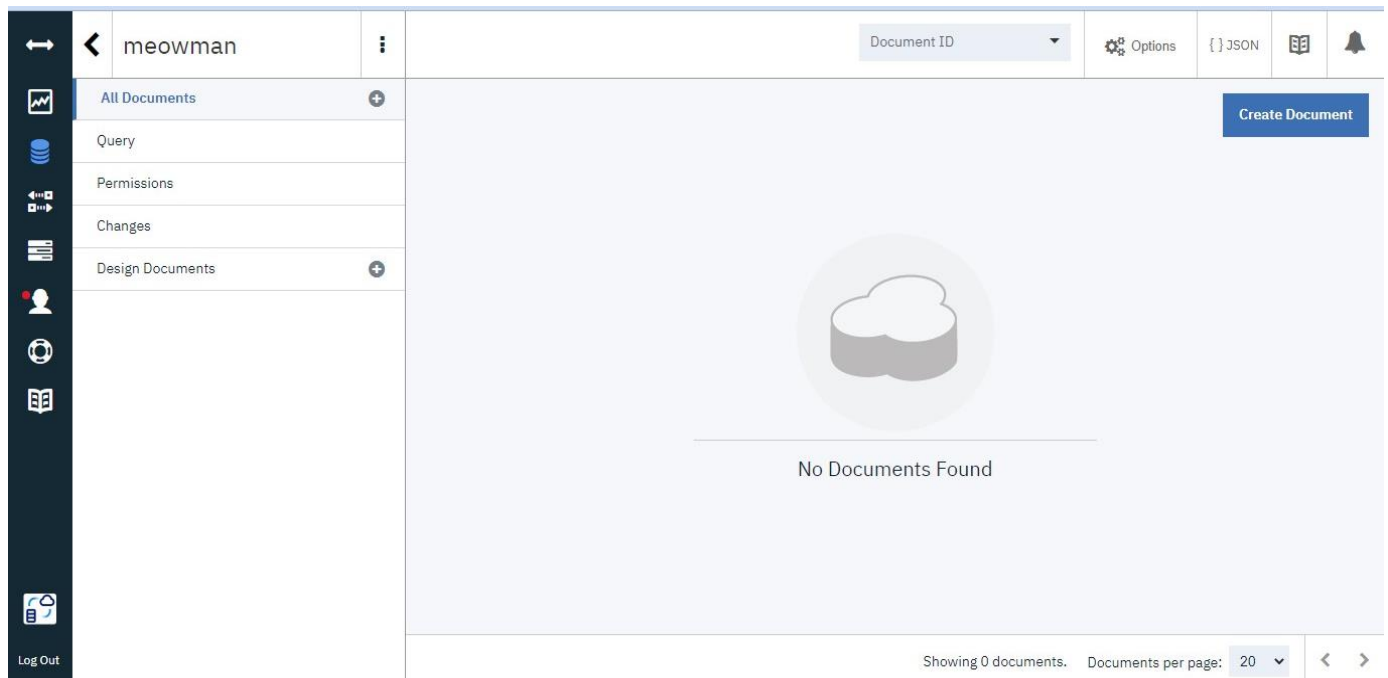 meowman
Document ID
Options
{ } JSON
All Documents
Create Document
Query
Permissions
Changes
Design Documents
No Documents Found
Log Out
Showing 0 documents. Documents per page: 20